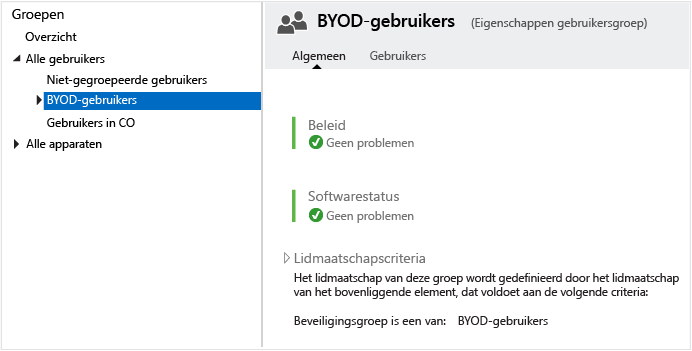 Groepen
Overzicht
Alle gebruikers
Niet-gegroepeerde gebruikers
BYOD-gebruikers
Gebruikers in CO
Alle apparaten
BYOD-gebruikers (Eigenschappen gebruikersgroep)
Algemeen Gebruikers
Beleid
Geen problemen
Softwarestatus
Geen problemen
Lidmaatschapscriteria
Het lidmaatschap van deze groep wordt gedefinieerd door het lidmaatschap
van het bovenliggende element, dat voldoet aan de volgende criteria:
Beveiligingsgroep is een van: BYOD-gebruikers